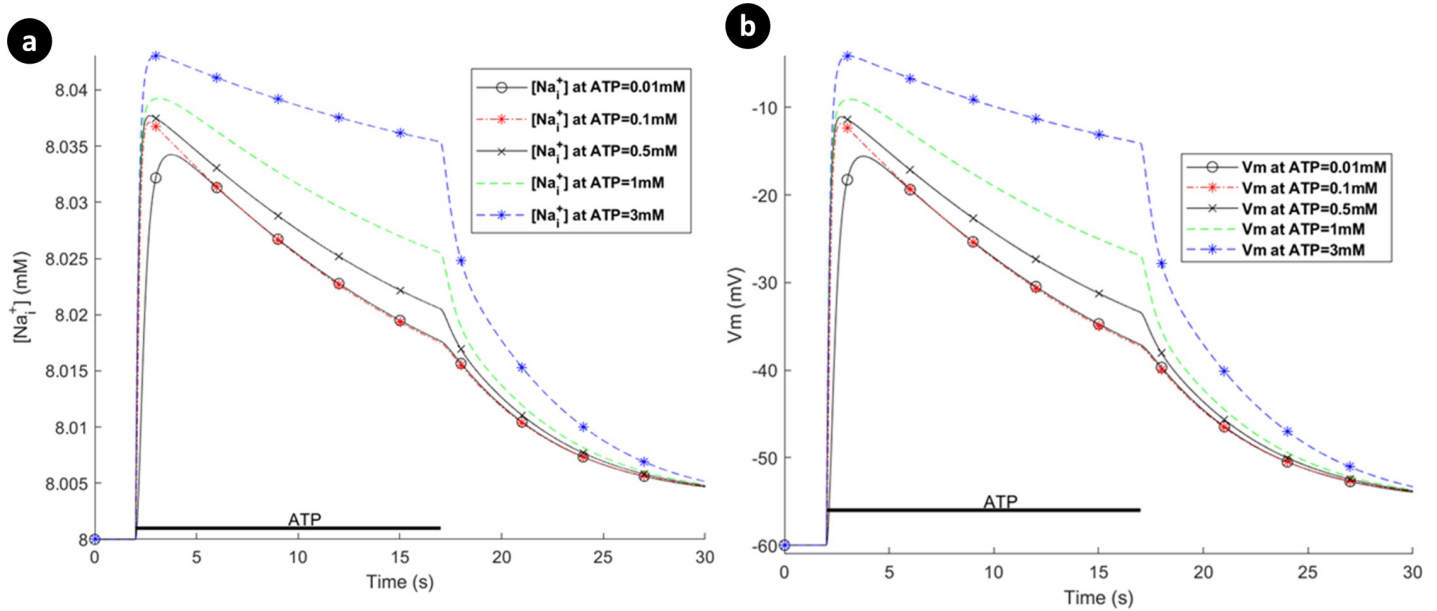 a
[Na
+
i
] at ATP=0.01mM
[Na
+
i
] at ATP=0.1mM
[Na
+
i
] at ATP=0.5mM
[Na
+
i
] at ATP=1mM
[Na
+
i
] at ATP=3mM
[Na
+
i
] (mM)
8.04
8.035
8.03
8.025
8.02
8.015
8.01
8.005
8
ATP
0 5 10 15 20 25 30
Time (s)
b
Vm at ATP=0.01mM
Vm at ATP=0.1mM
Vm at ATP=0.5mM
Vm at ATP=1mM
Vm at ATP=3mM
Vm (mV)
-10
-20
-30
-40
-50
-60
ATP
0 5 10 15 20 25 30
Time (s)